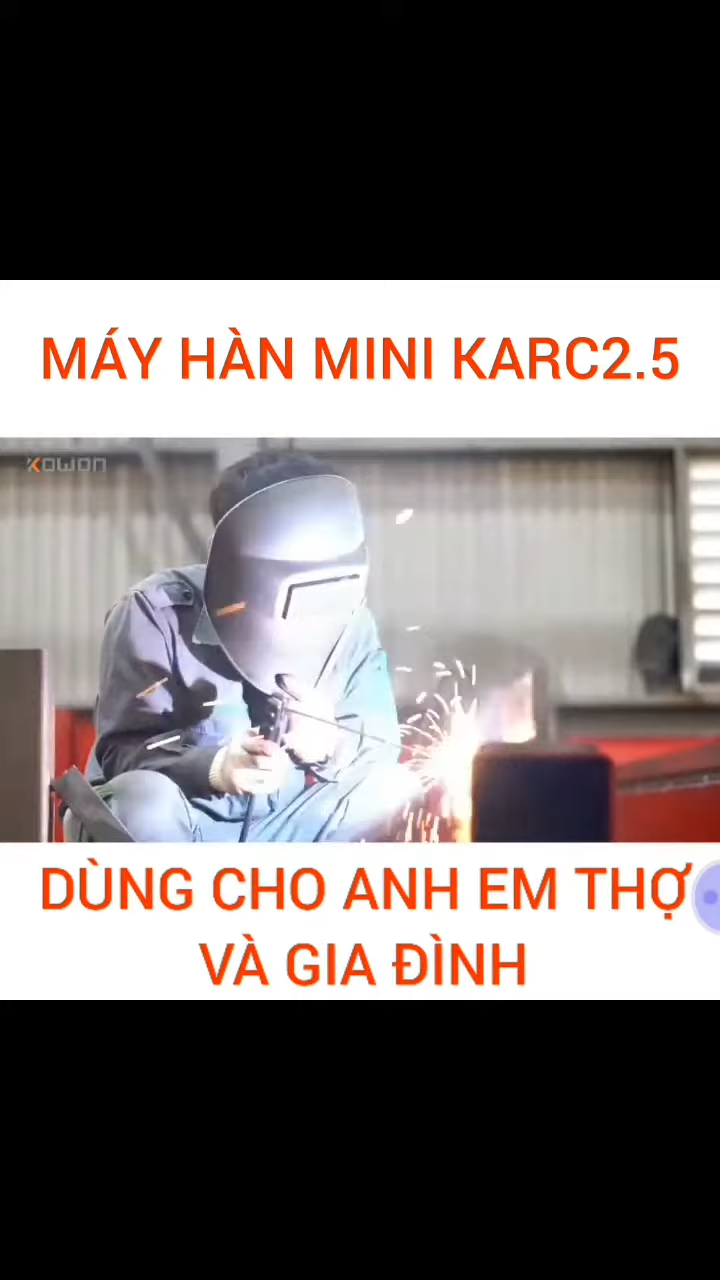 MÁY HÀN MINI KARC2.5
KOWON
DÙNG CHO ANH EM THỢ
VÀ GIA ĐÌNH